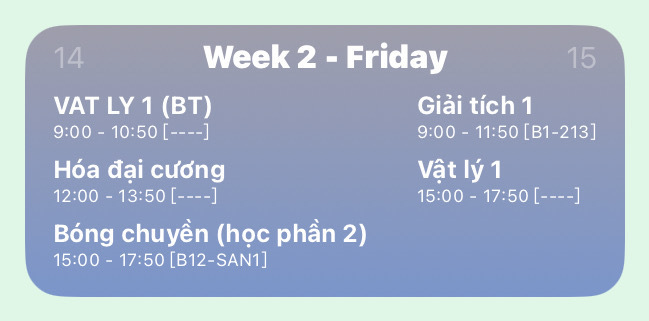 14 Week 2 - Friday 15
VAT LY 1 (BT)
9:00 - 10:50 [----]
Hóa đại cương
12:00 - 13:50 [----]
Bóng chuyền (học phần 2)
15:00 - 17:50 [B12-SAN1]
Giải tích 1
9:00 - 11:50 [B1-213]
Vật lý 1
15:00 - 17:50 [----]